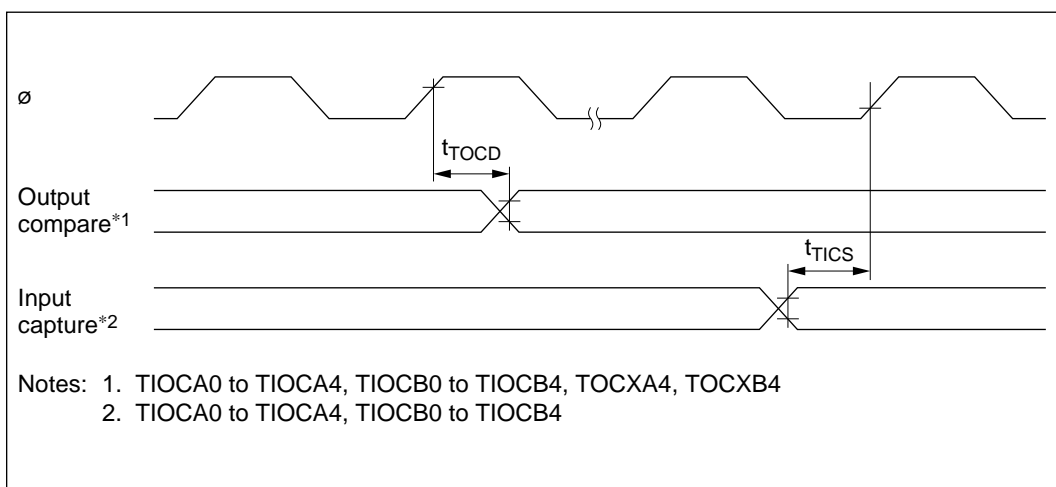 ø
tTOCD
Output
compare*1
tTICS
Input
capture*2
Notes: 1. TIOCA0 to TIOCA4, TIOCB0 to TIOCB4, TOCXA4, TOCXB4
2. TIOCA0 to TIOCA4, TIOCB0 to TIOCB4